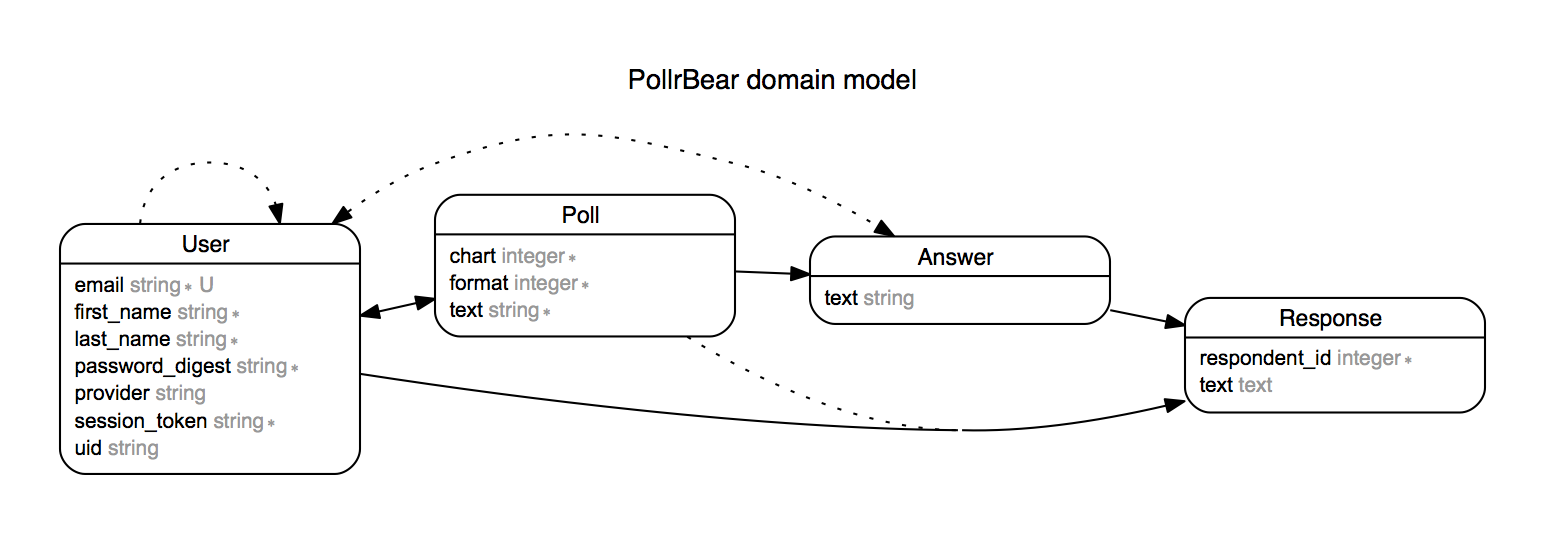 PollrBear domain model
User
email string* U
first_name string*
last_name string*
password_digest string*
provider string
session_token string*
uid string
Poll
chart integer*
format integer*
text string*
Answer
text string
Response
respondent_id integer*
text text